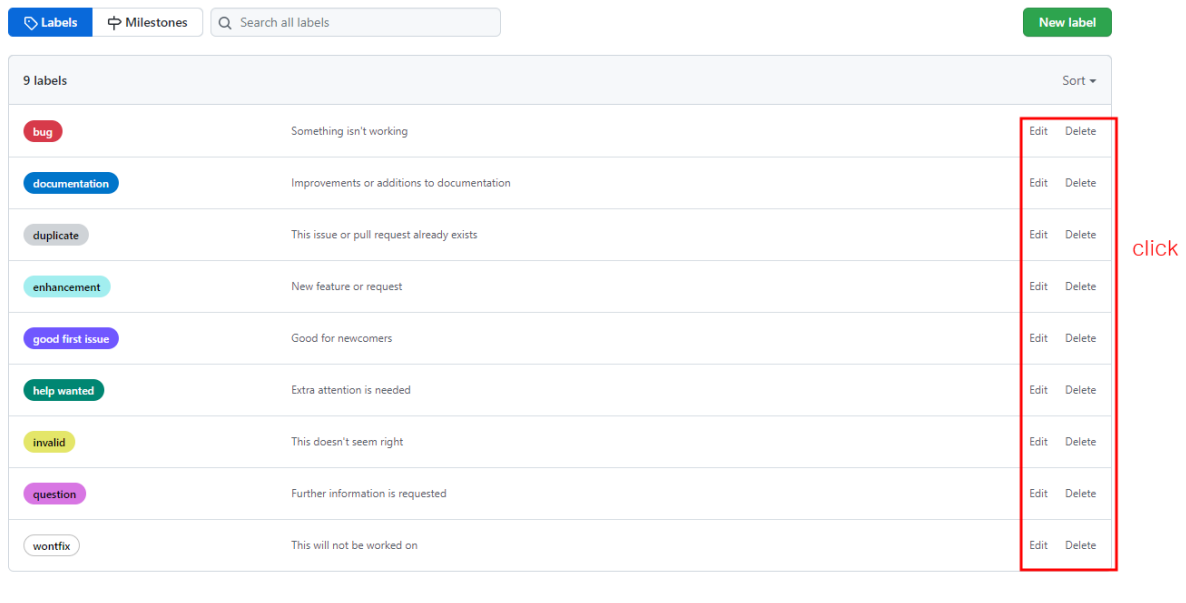 Labels Milestones Search all labels New label
9 labels Sort
bug Something isn't working Edit Delete
documentation Improvements or additions to documentation Edit Delete
duplicate This issue or pull request already exists Edit Delete
click
enhancement New feature or request Edit Delete
good first issue Good for newcomers Edit Delete
help wanted Extra attention is needed Edit Delete
invalid This doesn't seem right Edit Delete
question Further information is requested Edit Delete
wontfix This will not be worked on Edit Delete